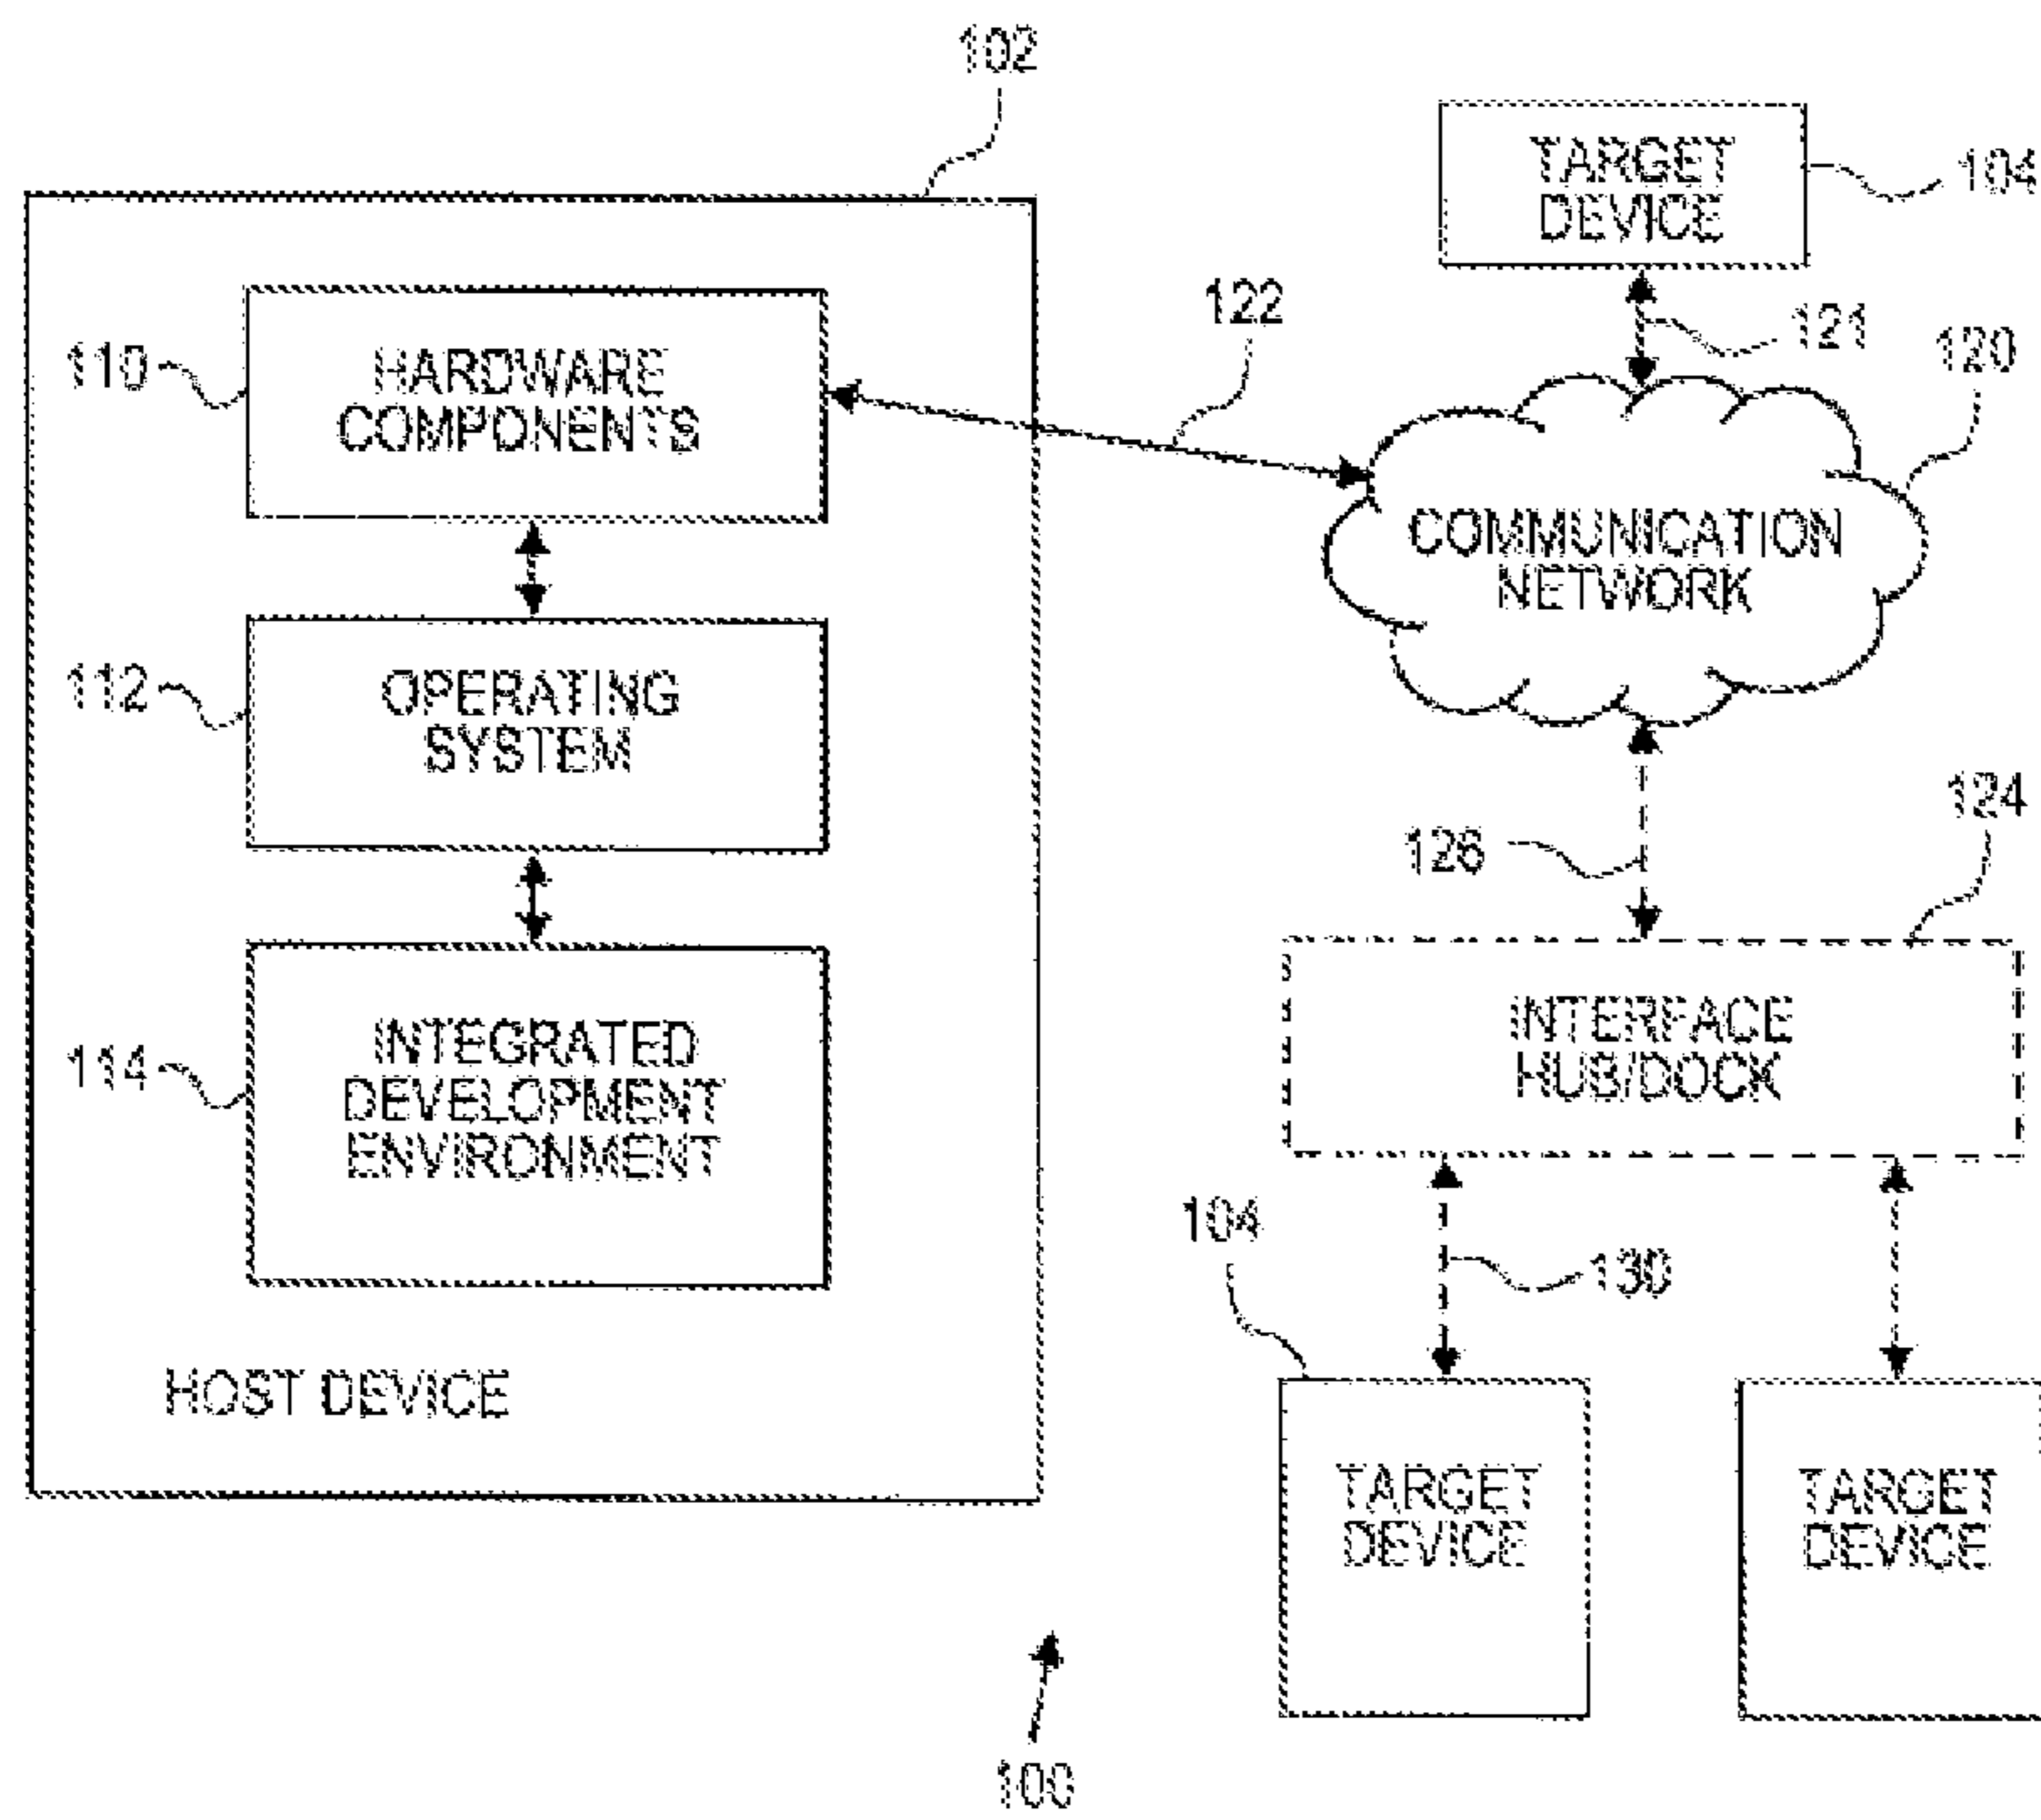 102
TARGET
DEVICE
104
110
HARDWARE
COMPONENTS
122
121
120
COMMUNICATION
NETWORK
112
OPERATING
SYSTEM
126
124
114
INTEGRATED
DEVELOPMENT
ENVIRONMENT
INTERFACE
HUB/DOCK
104
130
HOST DEVICE
TARGET
DEVICE
TARGET
DEVICE
100